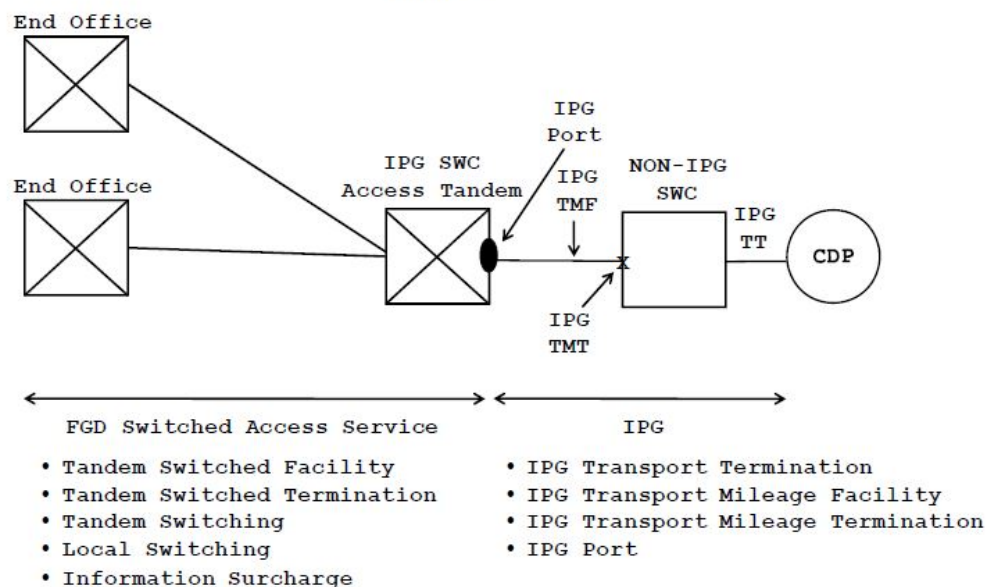 End Office
End Office
IPG SWC
Access Tandem
IPG
Port
IPG
TMF
NON-IPG
SWC
IPG
TT
CDP
X
IPG
TMT
FGD Switched Access Service
• Tandem Switched Facility
• Tandem Switched Termination
• Tandem Switching
• Local Switching
• Information Surcharge
IPG
• IPG Transport Termination
• IPG Transport Mileage Facility
• IPG Transport Mileage Termination
• IPG Port